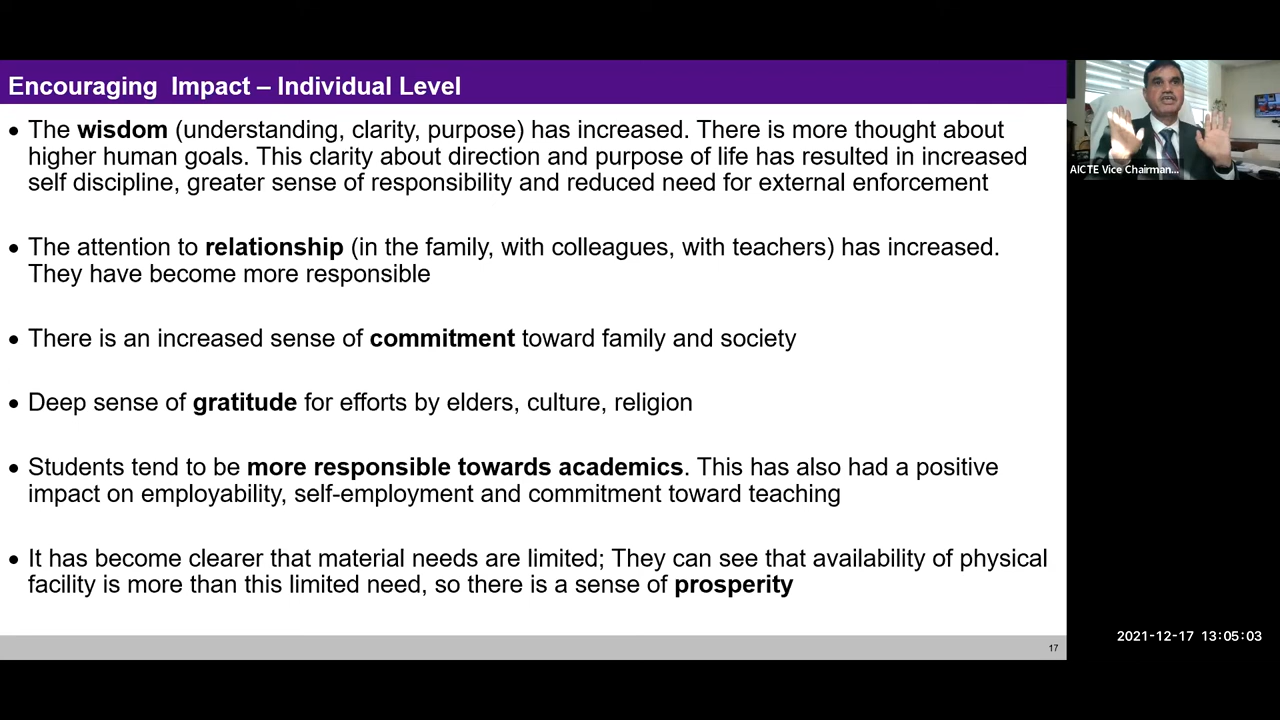 Encouraging Impact – Individual Level
• The wisdom (understanding, clarity, purpose) has increased. There is more thought about
higher human goals. This clarity about direction and purpose of life has resulted in increased
self discipline, greater sense of responsibility and reduced need for external enforcement
• The attention to relationship (in the family, with colleagues, with teachers) has increased.
They have become more responsible
• There is an increased sense of commitment toward family and society
• Deep sense of gratitude for efforts by elders, culture, religion
• Students tend to be more responsible towards academics. This has also had a positive
impact on employability, self-employment and commitment toward teaching
• It has become clearer that material needs are limited; They can see that availability of physical
facility is more than this limited need, so there is a sense of prosperity
17
AICTE Vice Chairman...
2021-12-17 13:05:03